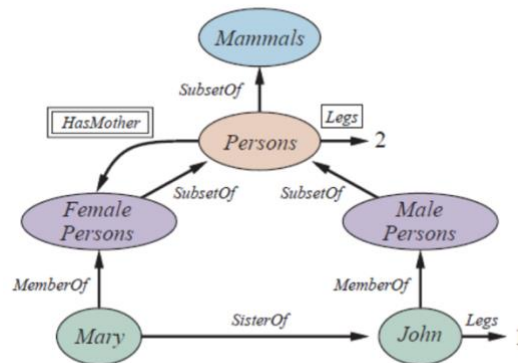 Mammals
SubsetOf
HasMother
Legs
Persons
2
SubsetOf
SubsetOf
Female
Persons
Male
Persons
MemberOf
MemberOf
SisterOf
Legs
Mary
John